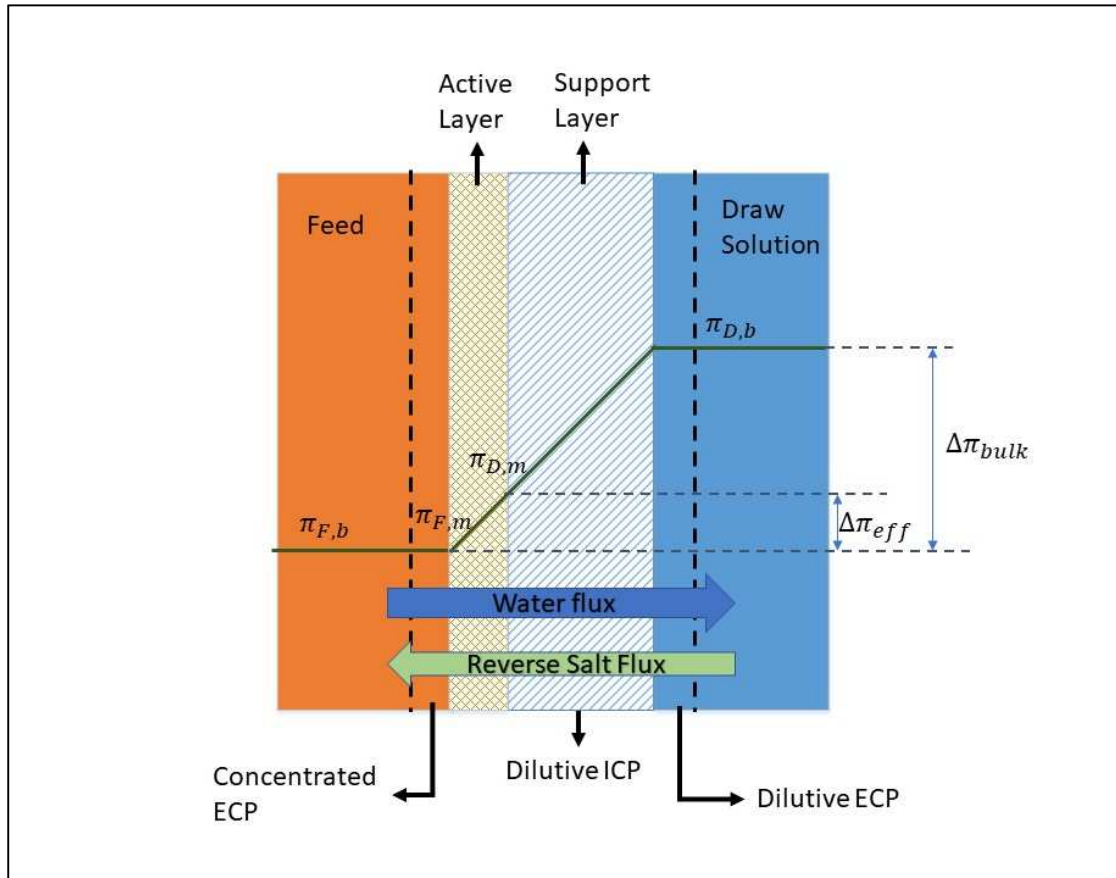 Active
Layer
Support
Layer
Feed
Draw
Solution
π_{D,b}
π_{D,m}
Δπ_{bulk}
π_{F,b}
π_{F,m}
Δπ_{eff}
Water flux
Reverse Salt Flux
Concentrated
ECP
Dilutive ICP
Dilutive ECP